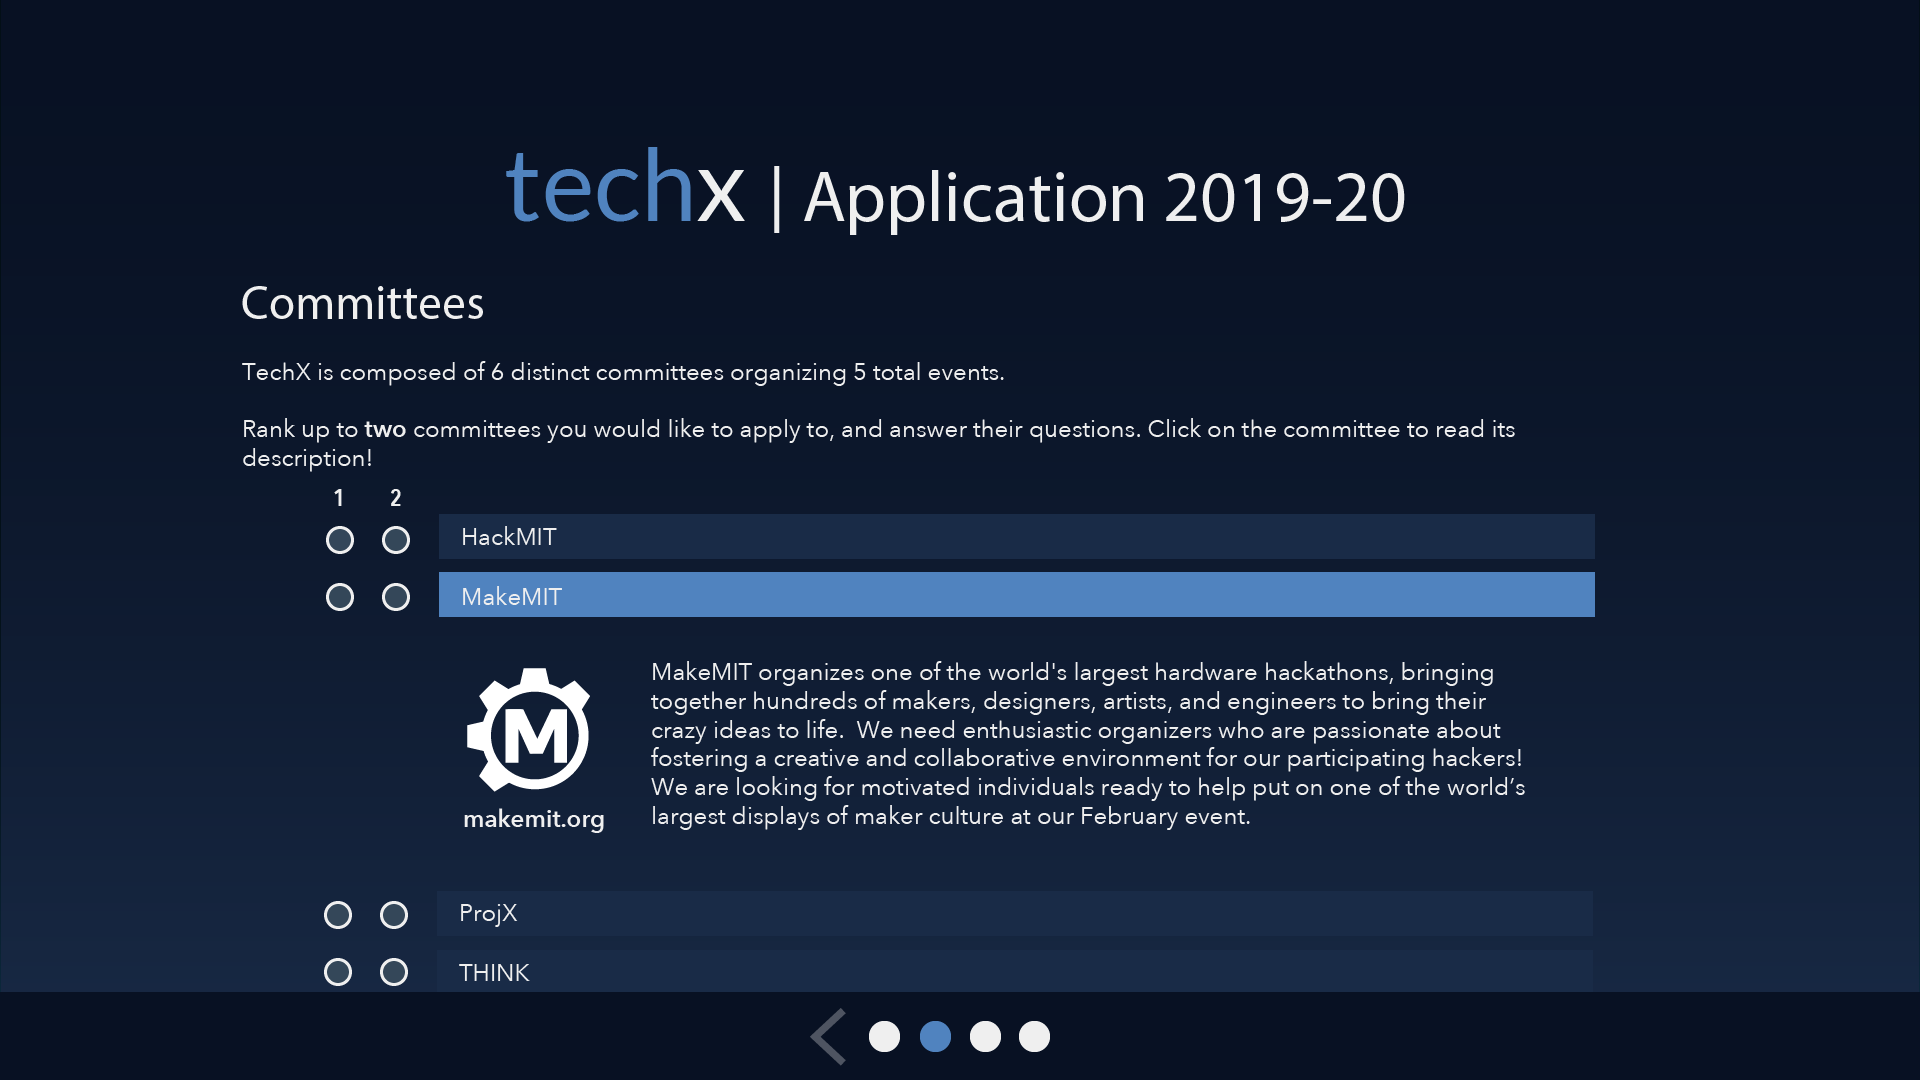 techx | Application 2019-20
Committees
TechX is composed of 6 distinct committees organizing 5 total events.
Rank up to two committees you would like to apply to, and answer their questions. Click on the committee to read its
description!
1 2
HackMIT
MakeMIT
M
makemit.org
MakeMIT organizes one of the world's largest hardware hackathons, bringing
together hundreds of makers, designers, artists, and engineers to bring their
crazy ideas to life.  We need enthusiastic organizers who are passionate about
fostering a creative and collaborative environment for our participating hackers!
We are looking for motivated individuals ready to help put on one of the world’s
largest displays of maker culture at our February event.
ProjX
THINK